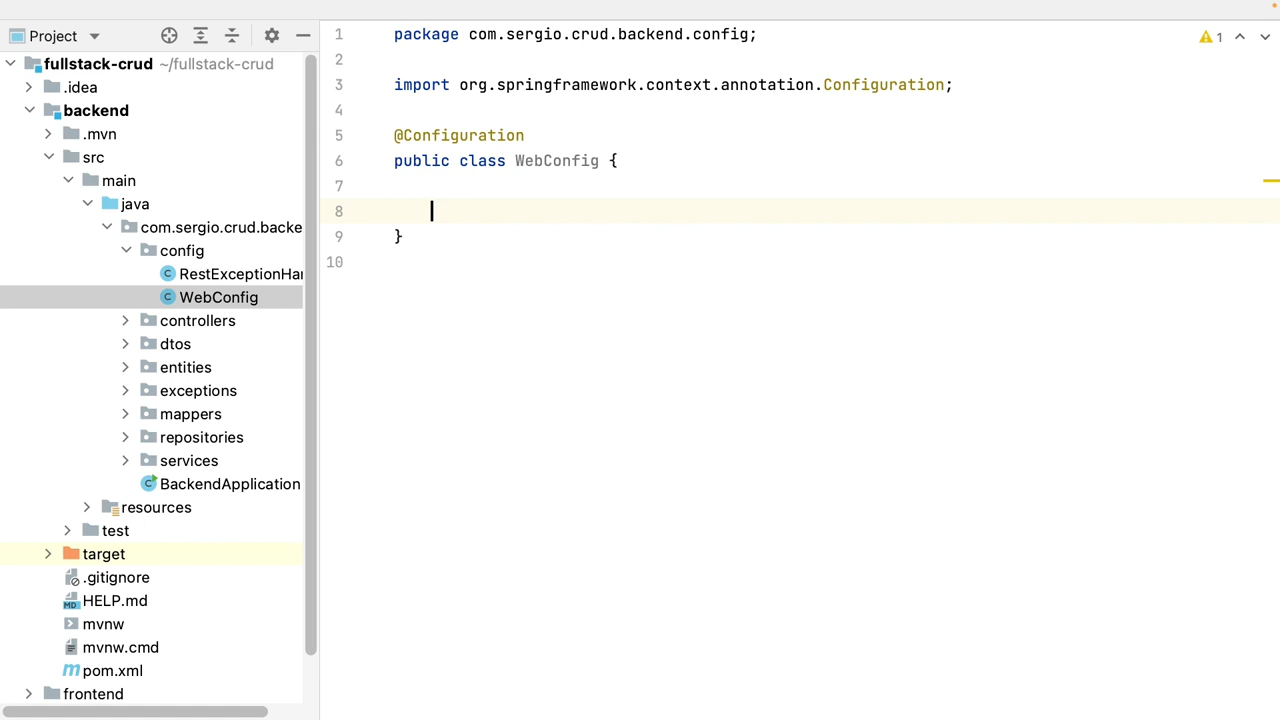 Project
fullstack-crud ~/fullstack-crud
.idea
backend
.mvn
src
main
java
com.sergio.crud.backe
config
RestExceptionHar
WebConfig
controllers
dtos
entities
exceptions
mappers
repositories
services
BackendApplication
resources
test
target
.gitignore
MD HELP.md
mvnw
mvnw.cmd
m pom.xml
frontend
1 package com.sergio.crud.backend.config;
2
3 import org.springframework.context.annotation.Configuration;
4
5 @Configuration
6 public class WebConfig {
7
8
9 }
10
1